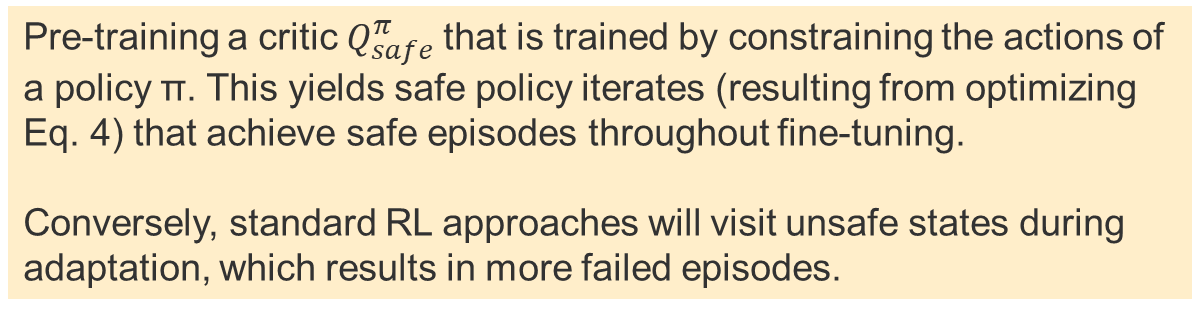 Pre-training a critic $Q^{\pi}_{safe}$ that is trained by constraining the actions of
a policy π. This yields safe policy iterates (resulting from optimizing
Eq. 4) that achieve safe episodes throughout fine-tuning.
Conversely, standard RL approaches will visit unsafe states during
adaptation, which results in more failed episodes.